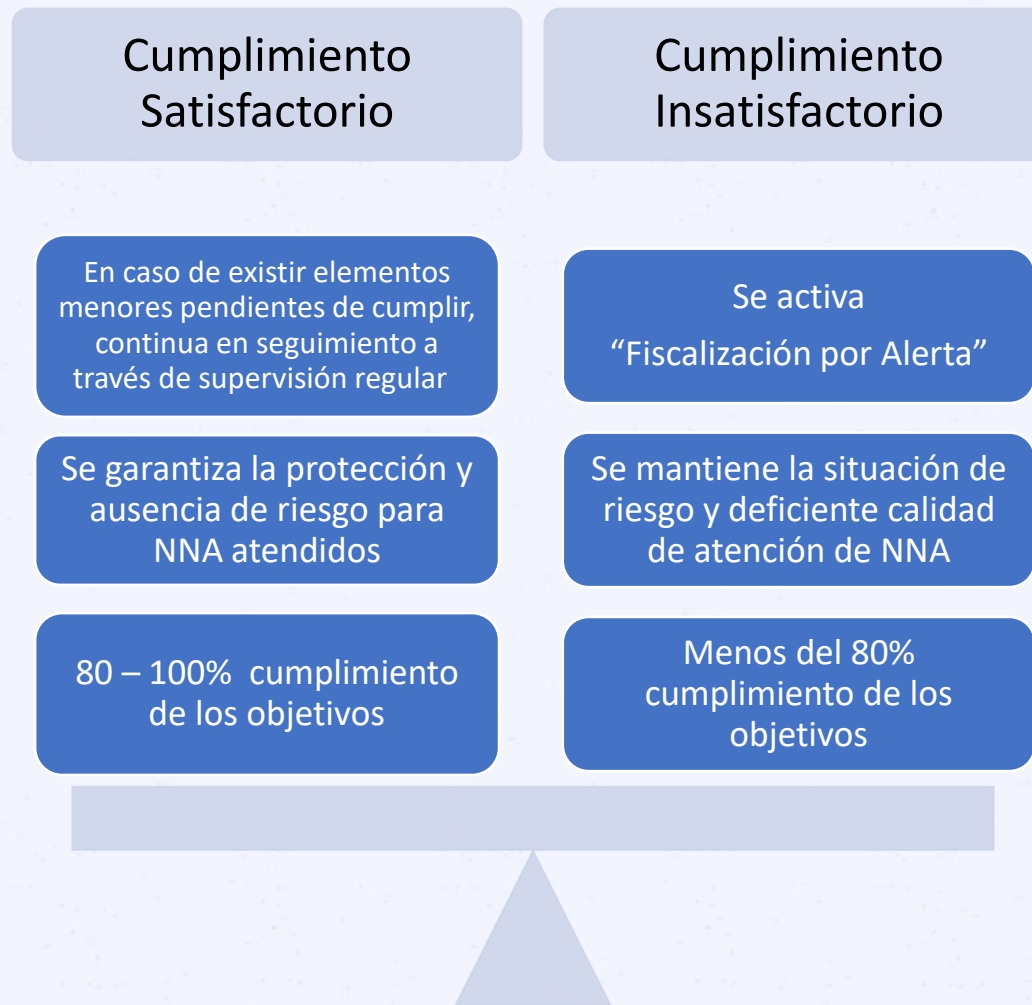 Cumplimiento
Satisfactorio
Cumplimiento
Insatisfactorio
En caso de existir elementos
menores pendientes de cumplir,
continua en seguimiento a
través de supervisión regular
Se garantiza la protección y
ausencia de riesgo para
NNA atendidos
80 – 100% cumplimiento
de los objetivos
Se activa
“Fiscalización por Alerta”
Se mantiene la situación de
riesgo y deficiente calidad
de atención de NNA
Menos del 80%
cumplimiento de los
objetivos